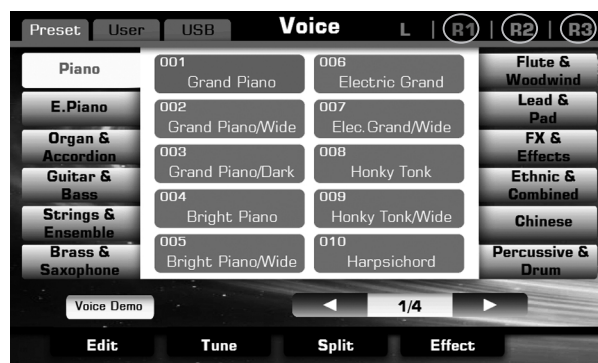 Preset User USB Voice L | R1 | R2 | R3
Piano
E.Piano
Organ &
Accordion
Guitar &
Bass
Strings &
Ensemble
Brass &
Saxophone
001
Grand Piano
002
Grand Piano/Wide
003
Grand Piano/Dark
004
Bright Piano
005
Bright Piano/Wide
006
Electric Grand
007
Elec.Grand/Wide
008
Honky Tonk
009
Honky Tonk/Wide
010
Harpsichord
Flute &
Woodwind
Lead &
Pad
FX &
Effects
Ethnic &
Combined
Chinese
Percussive &
Drum
Voice Demo
1/4
Edit Tune Split Effect